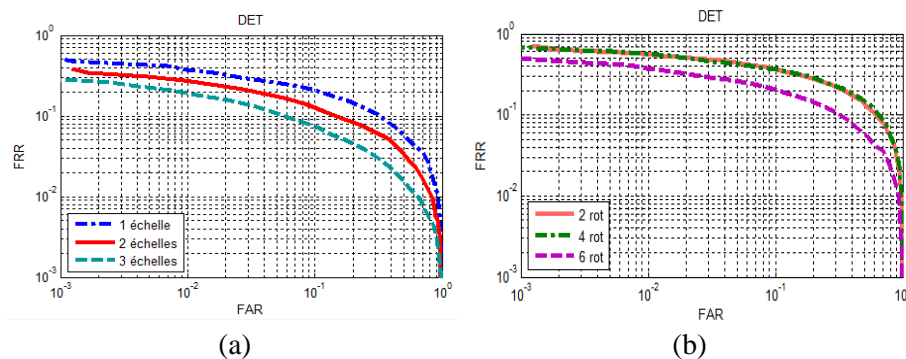 DET
10^0
10^-1
10^-2
10^-3
FRR
1 échelle
2 échelles
3 échelles
10^-3
10^-2
10^-1
10^0
FAR
(a)
DET
10^0
10^-1
10^-2
10^-3
FRR
2 rot
4 rot
6 rot
10^-3
10^-2
10^-1
10
FAR
(b)